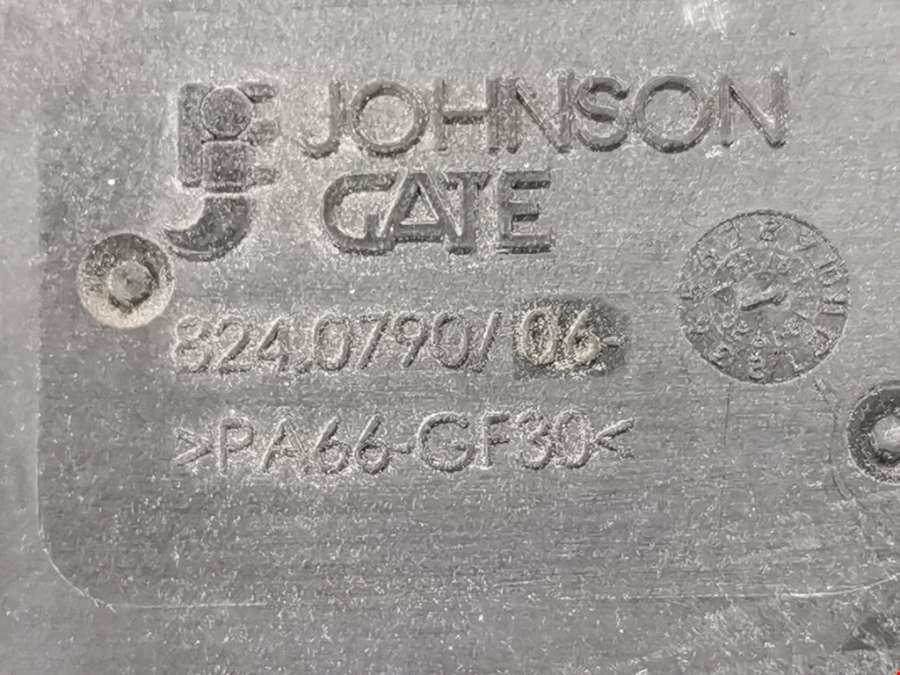 JOHNSON
GATE
824.0790/06
>PA66-GF30<